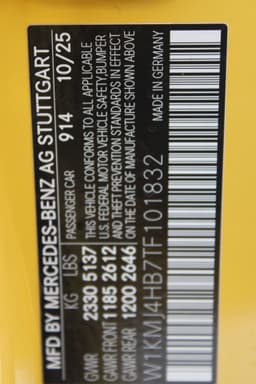 MFD BY MERCEDES-BENZ AG STUTTGART
PASSENGER CAR 914 10/25
KG LBS
GVWR 2330 5137
GAWR FRONT 1185 2612
GAWR REAR 1200 2646
THIS VEHICLE CONFORMS TO ALL APPLICABLE
U.S. FEDERAL MOTOR VEHICLE SAFETY,BUMPER
AND THEFT PREVENTION STANDARDS IN EFFECT
ON THE DATE OF MANUFACTURE SHOWN ABOVE
W1KMJ4HB7TF101832
MADE IN GERMANY